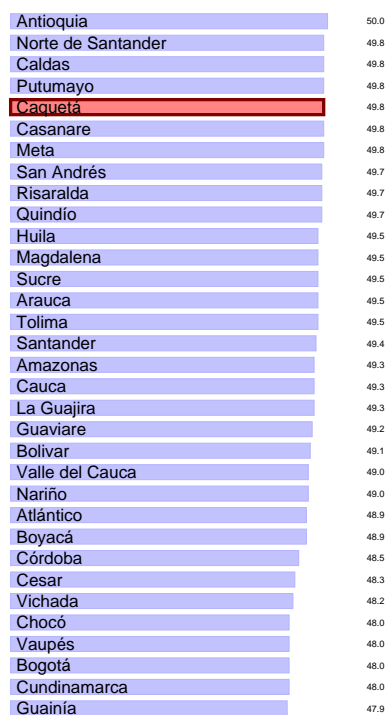 Antioquia 50.0
Norte de Santander 49.8
Caldas 49.8
Putumayo 49.8
Caquetá 49.8
Casanare 49.8
Meta 49.8
San Andrés 49.7
Risaralda 49.7
Quindío 49.7
Huila 49.5
Magdalena 49.5
Sucre 49.5
Arauca 49.5
Tolima 49.5
Santander 49.4
Amazonas 49.3
Cauca 49.3
La Guajira 49.3
Guaviare 49.2
Bolivar 49.1
Valle del Cauca 49.0
Nariño 49.0
Atlántico 48.9
Boyacá 48.9
Córdoba 48.5
Cesar 48.3
Vichada 48.2
Chocó 48.0
Vaupés 48.0
Bogotá 48.0
Cundinamarca 48.0
Guainía 47.9